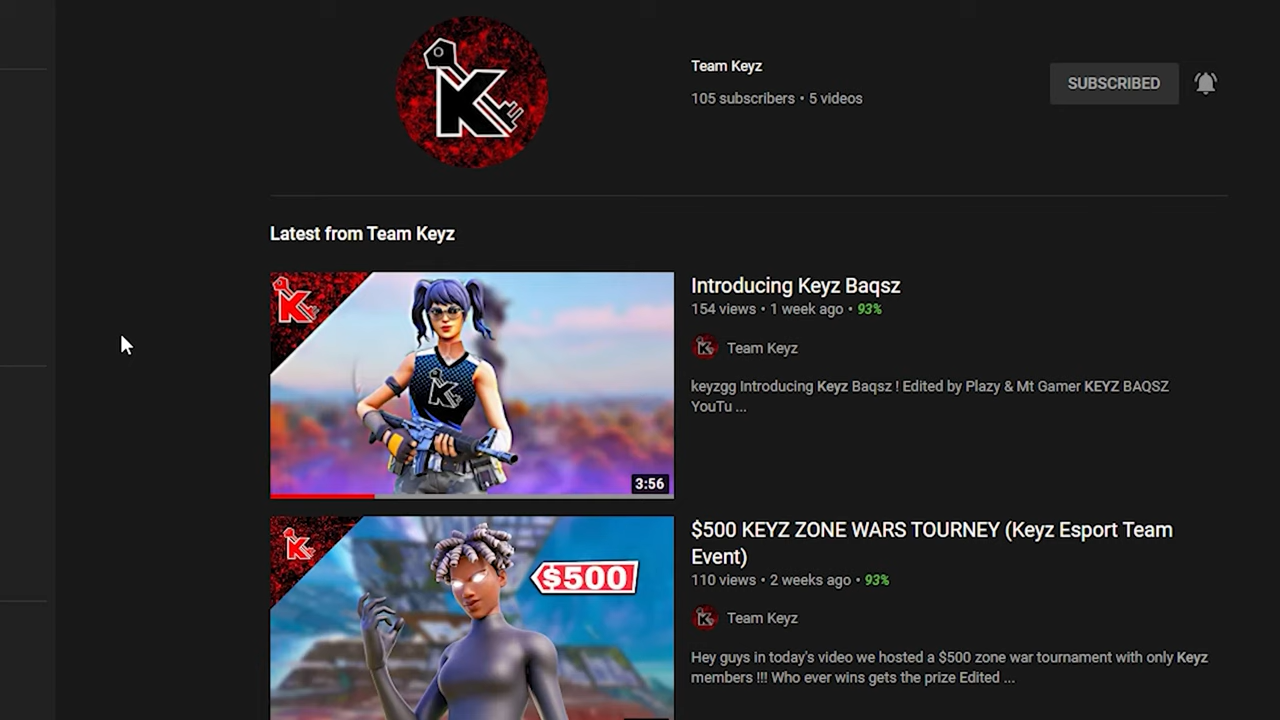 K
Team Keyz
105 subscribers • 5 videos
SUBSCRIBED
Latest from Team Keyz
K
K
3:56
Introducing Keyz Baqsz
154 views • 1 week ago • 93%
K
Team Keyz
keyzgg Introducing Keyz Baqsz ! Edited by Plazy & Mt Gamer KEYZ BAQSZ
YouTu ...
K
$500
$500 KEYZ ZONE WARS TOURNEY (Keyz Esport Team
Event)
110 views • 2 weeks ago • 93%
K
Team Keyz
Hey guys in today's video we hosted a $500 zone war tournament with only Keyz
members !!! Who ever wins gets the prize Edited ...